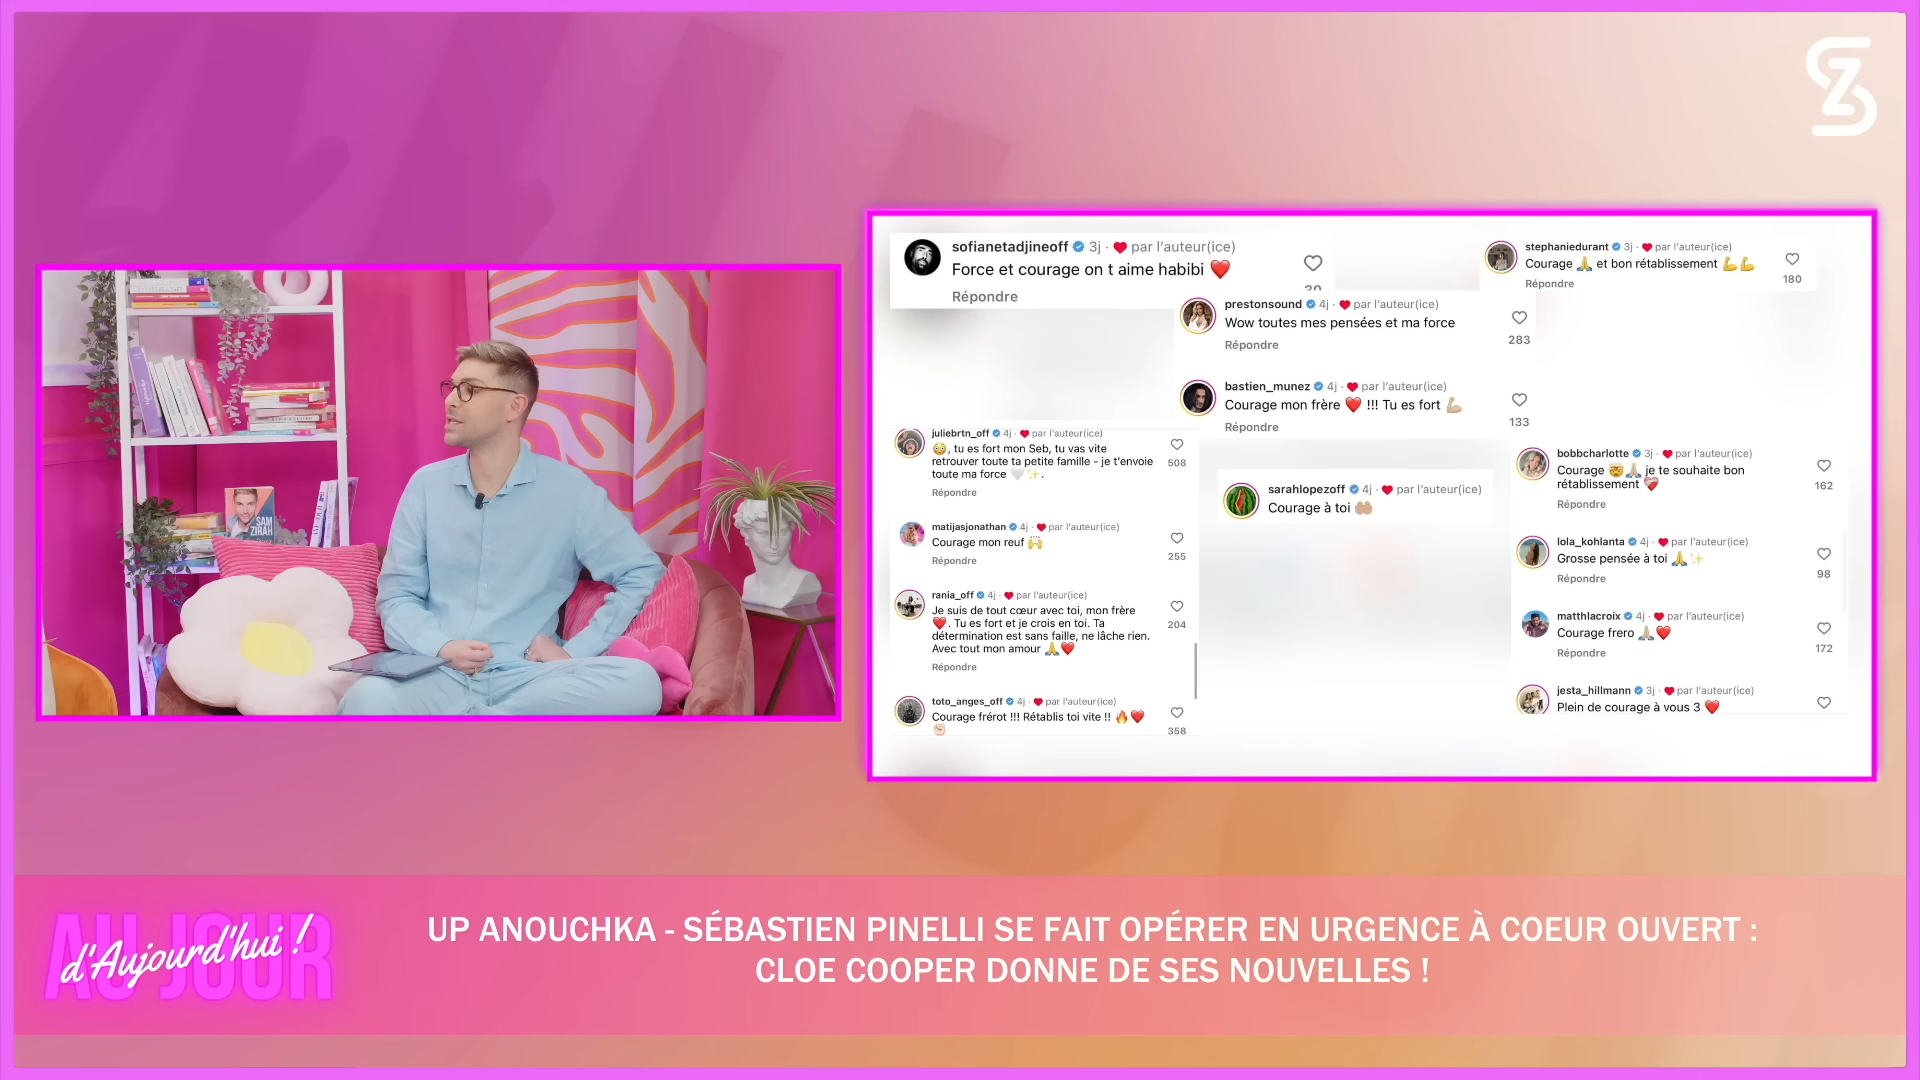 sofianetadjineoff 3j · par l'auteur(ice)
Force et courage on t aime habibi ❤️
Répondre
stephaniedurant 3j · par l'auteur(ice)
Courage 🙏 et bon rétablissement 💪💪
Répondre
180
prestonsound 4j · par l'auteur(ice)
Wow toutes mes pensées et ma force
Répondre
283
bastien_munez 4j · par l'auteur(ice)
Courage mon frère ❤️ !!! Tu es fort 💪🏼
Répondre
133
juliebrtn_off 4j · par l'auteur(ice)
😳, tu es fort mon Seb, tu vas vite
retrouver toute ta petite famille - je t'envoie
toute ma force 🤍✨.
Répondre
508
matijasjonathan 4j · par l'auteur(ice)
Courage mon reuf 🙌
Répondre
255
rania_off 4j · par l'auteur(ice)
Je suis de tout cœur avec toi, mon frère
❤️. Tu es fort et je crois en toi. Ta
détermination est sans faille, ne lâche rien.
Avec tout mon amour 🙏❤️
Répondre
204
toto_anges_off 4j · par l'auteur(ice)
Courage frérot !!! Rétablis toi vite !! 🔥❤️
✊🏻
358
sarahlopezoff 4j · par l'auteur(ice)
Courage à toi 🤲🏼
bobbcharlotte 3j · par l'auteur(ice)
Courage 🤯🙏🏼 je te souhaite bon
rétablissement ❤️‍🩹
Répondre
162
lola_kohlanta 4j · par l'auteur(ice)
Grosse pensée à toi 🙏✨
Répondre
98
matthlacroix 4j · par l'auteur(ice)
Courage frero 🙏🏼❤️
Répondre
172
jesta_hillmann 3j · par l'auteur(ice)
Plein de courage à vous 3 ❤️
SAM
ZIRAH
AU JOUR
d'Aujourd'hui !
UP ANOUCHKA - SÉBASTIEN PINELLI SE FAIT OPÉRER EN URGENCE À COEUR OUVERT :
CLOE COOPER DONNE DE SES NOUVELLES !